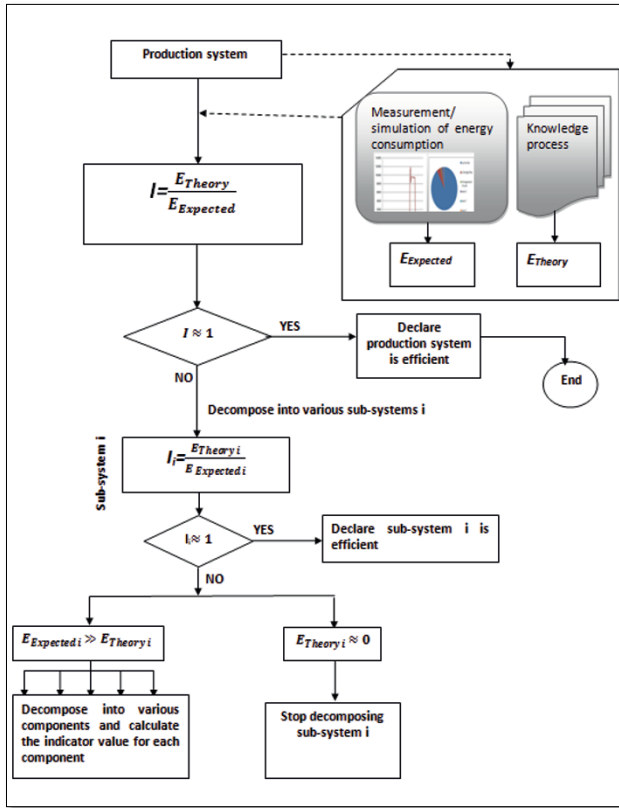 Production system
Measurement/
simulation of energy
consumption
Knowledge
process
I=E_Theory/E_Expected
E_Expected
E_Theory
I ≈ 1
YES
Declare
production system
is efficient
End
NO
Decompose into various sub-systems i
Sub-system i
I_i=E_Theory i/E_Expected i
I_i≈ 1
YES
Declare sub-system i is
efficient
NO
E_Expected i ≫ E_Theory i
E_Theory i ≈ 0
Decompose into various
components and calculate
the indicator value for each
component
Stop decomposing
sub-system i